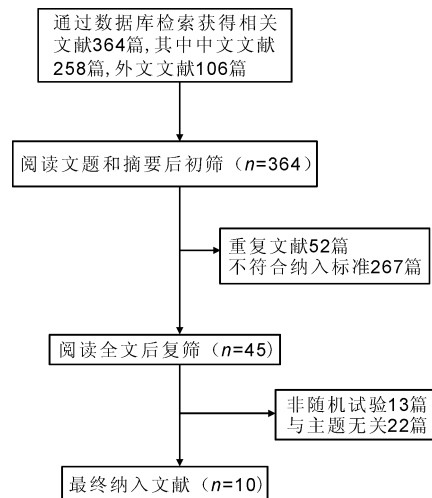 通过数据库检索获得相关
文献364篇,其中中文文献
258篇,外文文献106篇
阅读文题和摘要后初筛（n=364）
重复文献52篇
不符合纳入标准267篇
阅读全文后复筛（n=45）
非随机试验13篇
与主题无关22篇
最终纳入文献（n=10）